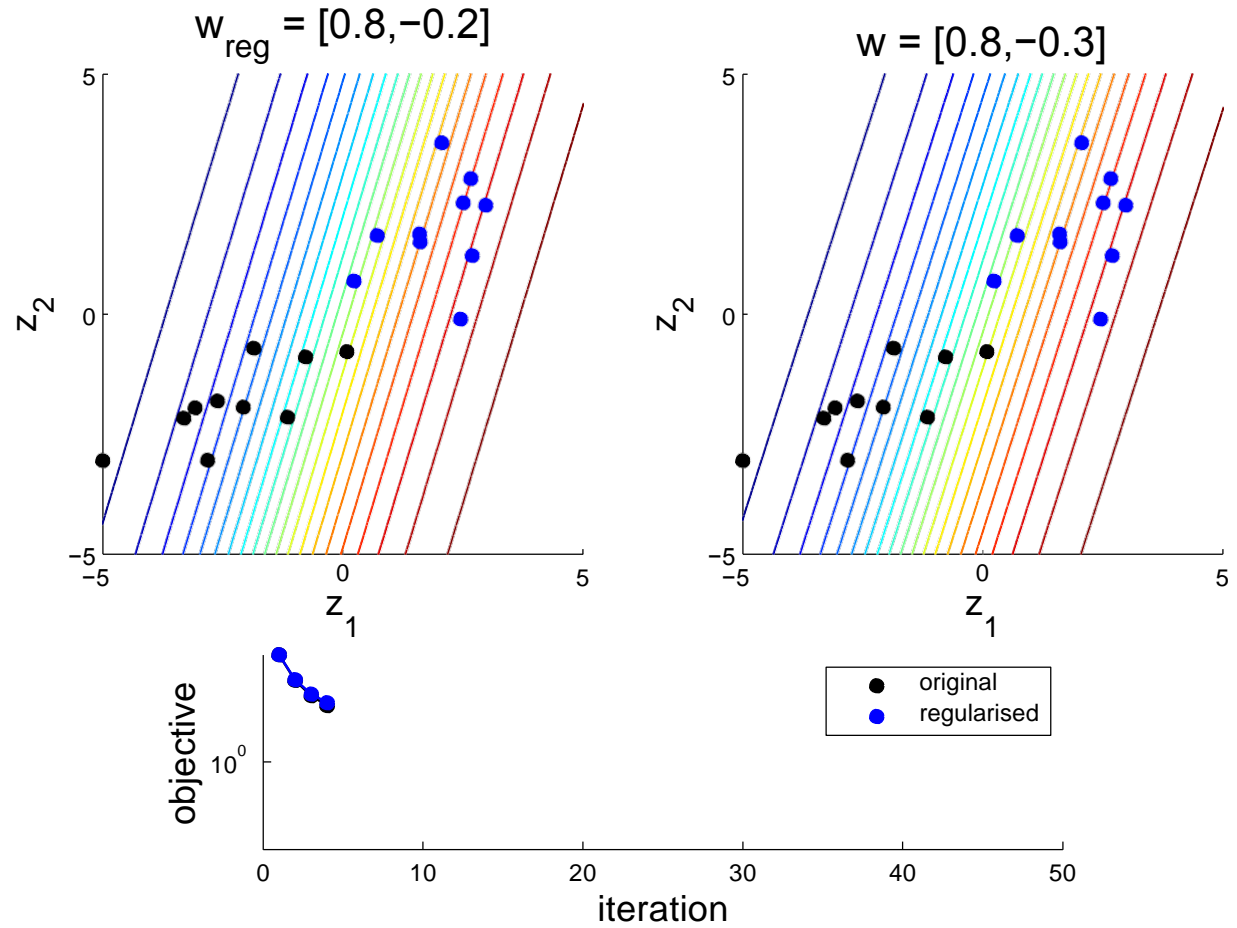 w_reg = [0.8,−0.2]
w = [0.8,−0.3]
5
0
−5
z_2
−5
0
5
z_1
5
0
−5
z_2
−5
0
5
z_1
objective
10^0
0
10
20
30
40
50
iteration
original
regularised